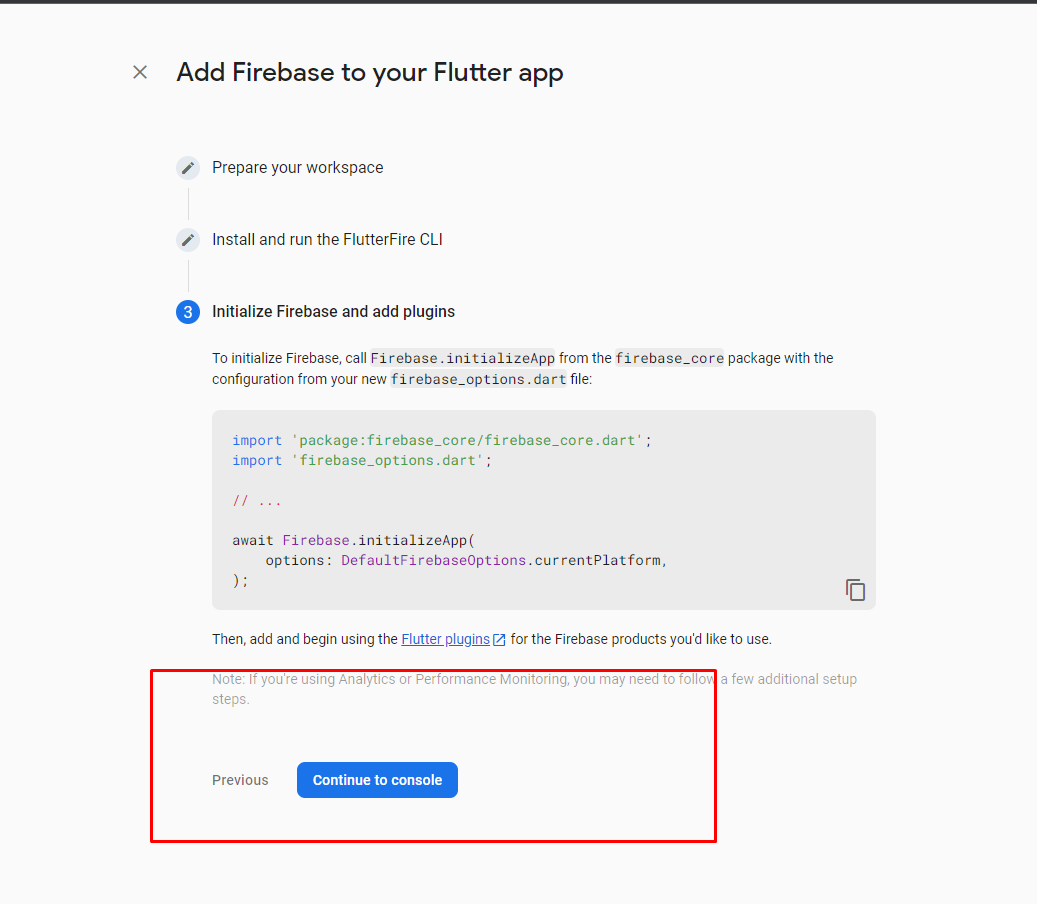 Add Firebase to your Flutter app
Prepare your workspace
Install and run the FlutterFire CLI
3 Initialize Firebase and add plugins
To initialize Firebase, call Firebase.initializeApp from the firebase_core package with the
configuration from your new firebase_options.dart file:
import 'package:firebase_core/firebase_core.dart';
import 'firebase_options.dart';
// ...
await Firebase.initializeApp(
    options: DefaultFirebaseOptions.currentPlatform,
);
Then, add and begin using the Flutter plugins for the Firebase products you'd like to use.
Note: If you're using Analytics or Performance Monitoring, you may need to follow a few additional setup
steps.
Previous Continue to console